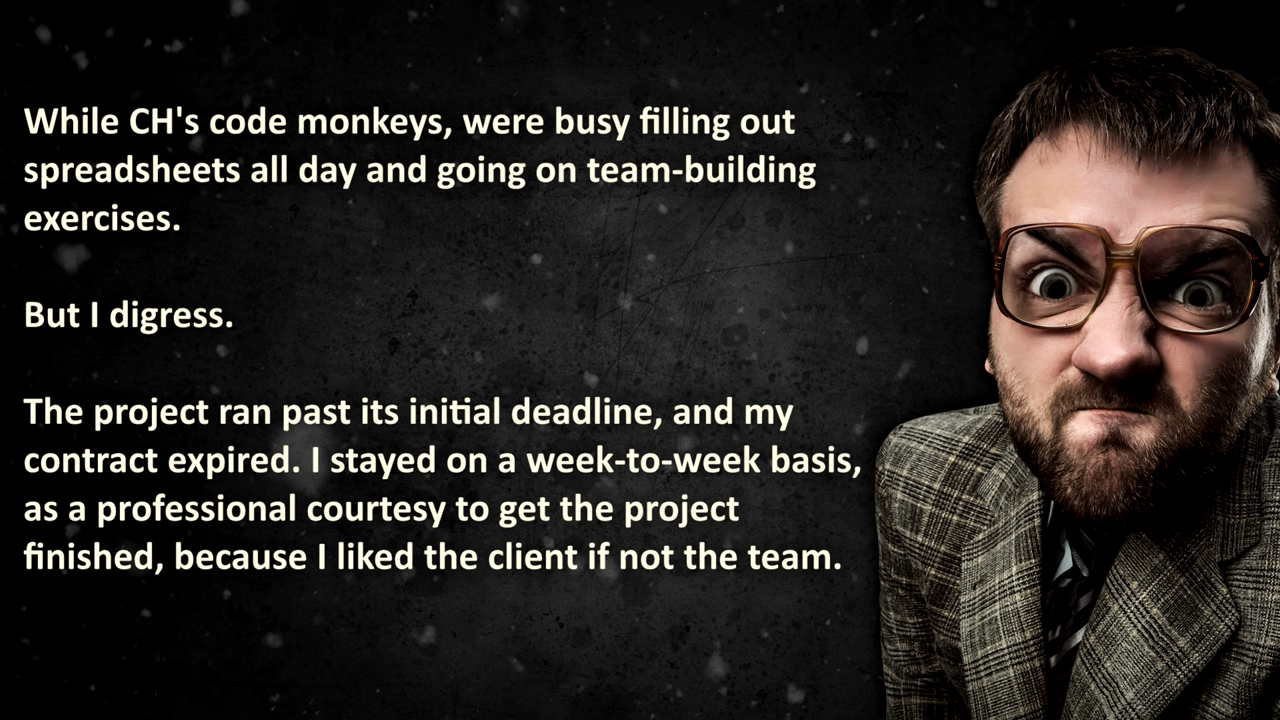 While CH's code monkeys, were busy filling out
spreadsheets all day and going on team-building
exercises.
But I digress.
The project ran past its initial deadline, and my
contract expired. I stayed on a week-to-week basis,
as a professional courtesy to get the project
finished, because I liked the client if not the team.